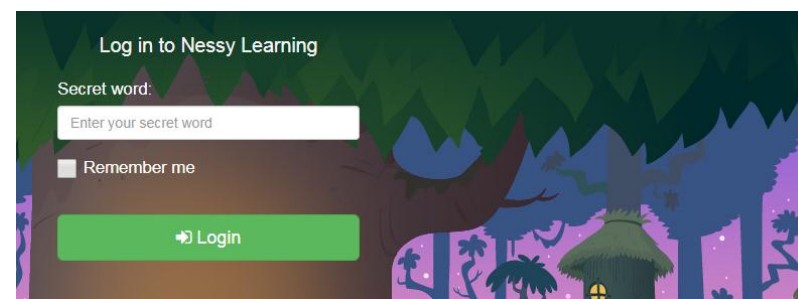 Log in to Nessy Learning
Secret word:
Enter your secret word
Remember me
Login